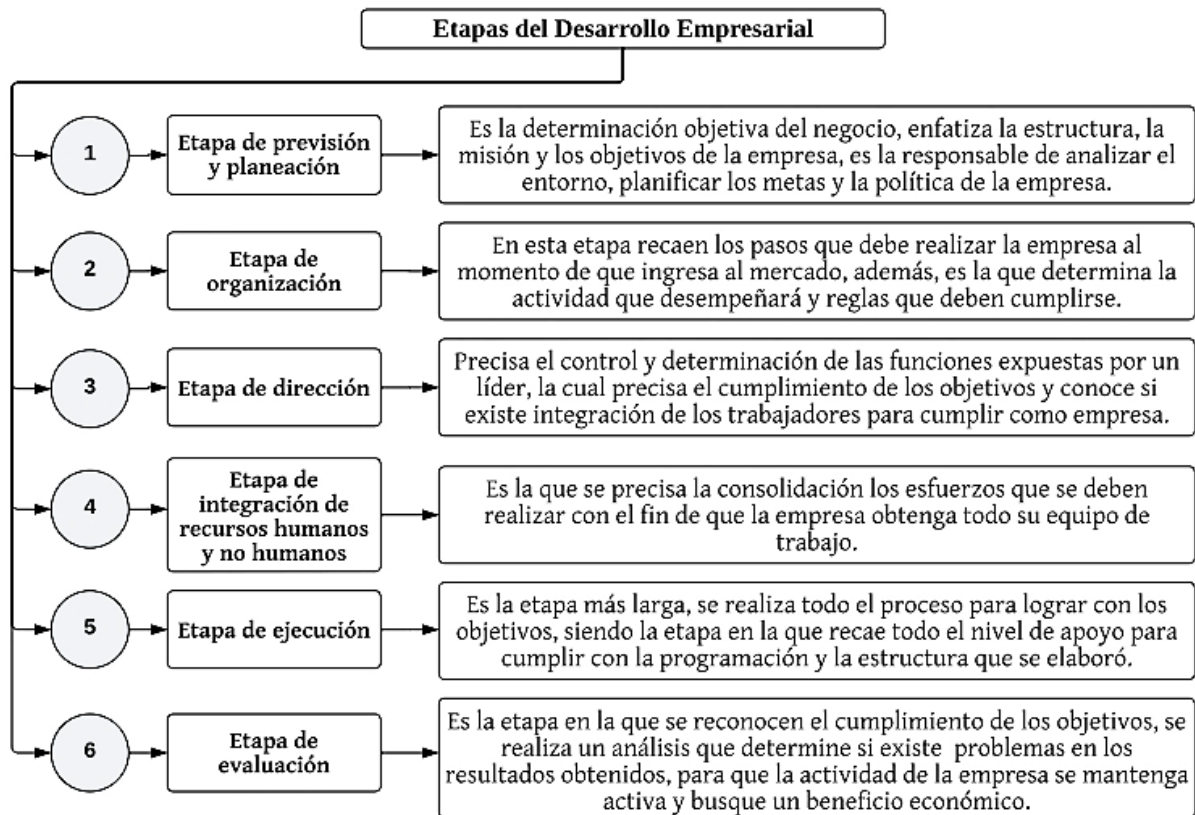 Etapas del Desarrollo Empresarial
1
Etapa de previsión
y planeación
Es la determinación objetiva del negocio, enfatiza la estructura, la
misión y los objetivos de la empresa, es la responsable de analizar el
entorno, planificar los metas y la política de la empresa.
2
Etapa de
organización
En esta etapa recaen los pasos que debe realizar la empresa al
momento de que ingresa al mercado, además, es la que determina la
actividad que desempeñará y reglas que deben cumplirse.
3
Etapa de dirección
Precisa el control y determinación de las funciones expuestas por un
líder, la cual precisa el cumplimiento de los objetivos y conoce si
existe integración de los trabajadores para cumplir como empresa.
4
Etapa de
integración de
recursos humanos
y no humanos
Es la que se precisa la consolidación los esfuerzos que se deben
realizar con el fin de que la empresa obtenga todo su equipo de
trabajo.
5
Etapa de ejecución
Es la etapa más larga, se realiza todo el proceso para lograr con los
objetivos, siendo la etapa en la que recae todo el nivel de apoyo para
cumplir con la programación y la estructura que se elaboró.
6
Etapa de
evaluación
Es la etapa en la que se reconocen el cumplimiento de los objetivos, se
realiza un análisis que determine si existe problemas en los
resultados obtenidos, para que la actividad de la empresa se mantenga
activa y busque un beneficio económico.